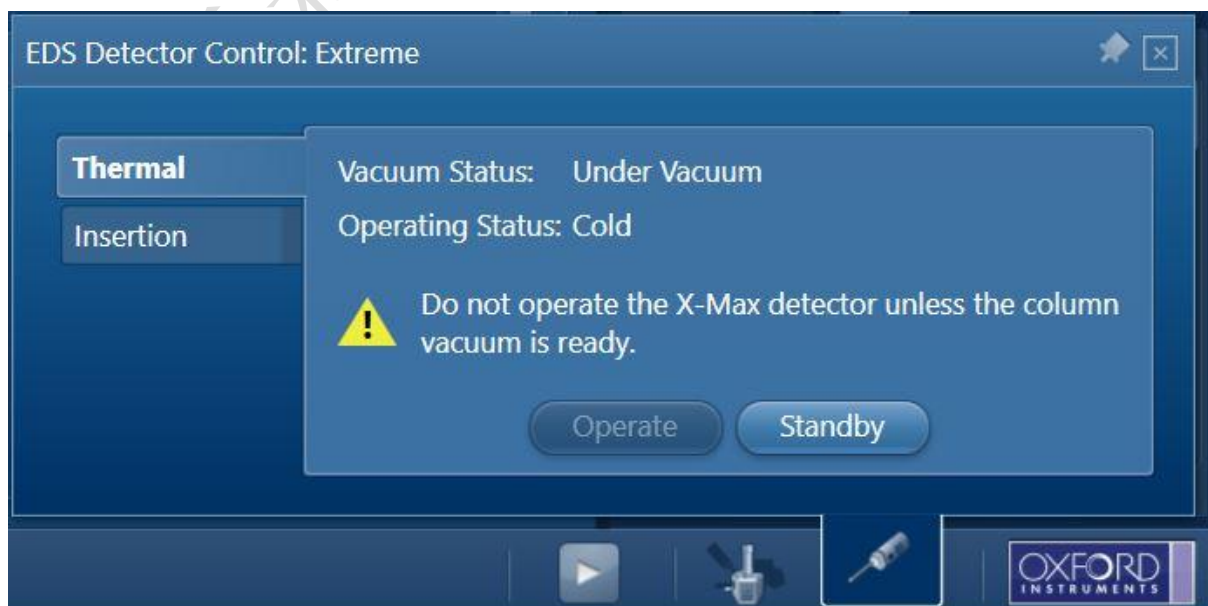 EDS Detector Control: Extreme
Thermal
Insertion
Vacuum Status: Under Vacuum
Operating Status: Cold
Do not operate the X-Max detector unless the column
vacuum is ready.
Operate
Standby
OXFORD
INSTRUMENTS